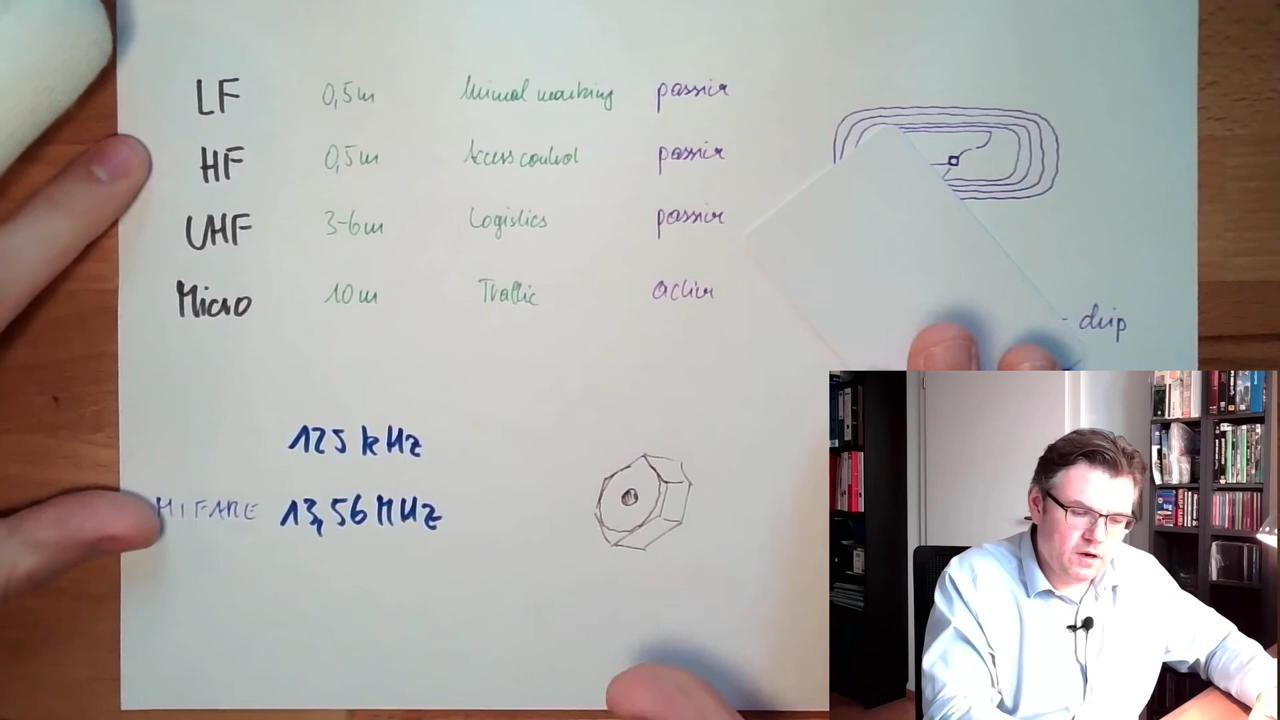 LF 0,5m Animal marking passiv
HF 0,5m Access control passiv
UHF 3-6m Logistics passiv
Micro 10m Traffic activ
- chip
125 kHz
MIFARE 13,56 MHz